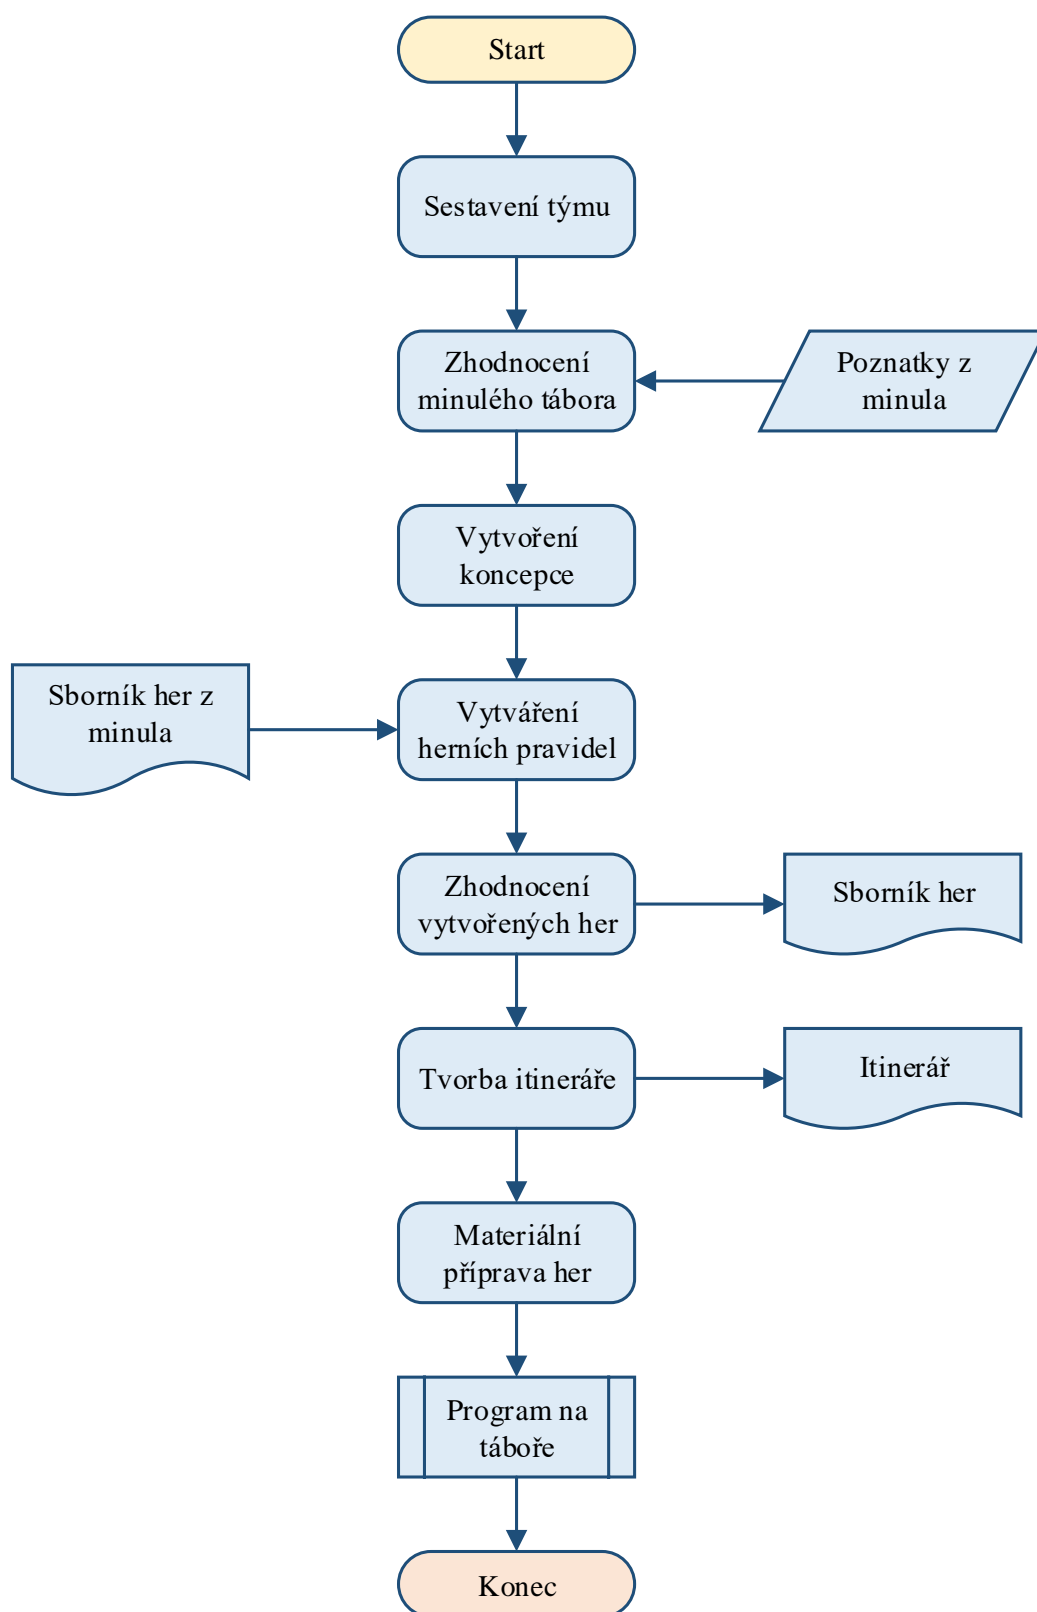 Start
Sestavení týmu
Zhodnocení
minulého tábora
Poznatky z
minula
Vytvoření
koncepce
Sborník her z
minula
Vytváření
herních pravidel
Zhodnocení
vytvořených her
Sborník her
Tvorba itineráře
Itinerář
Materiální
příprava her
Program na
táboře
Konec